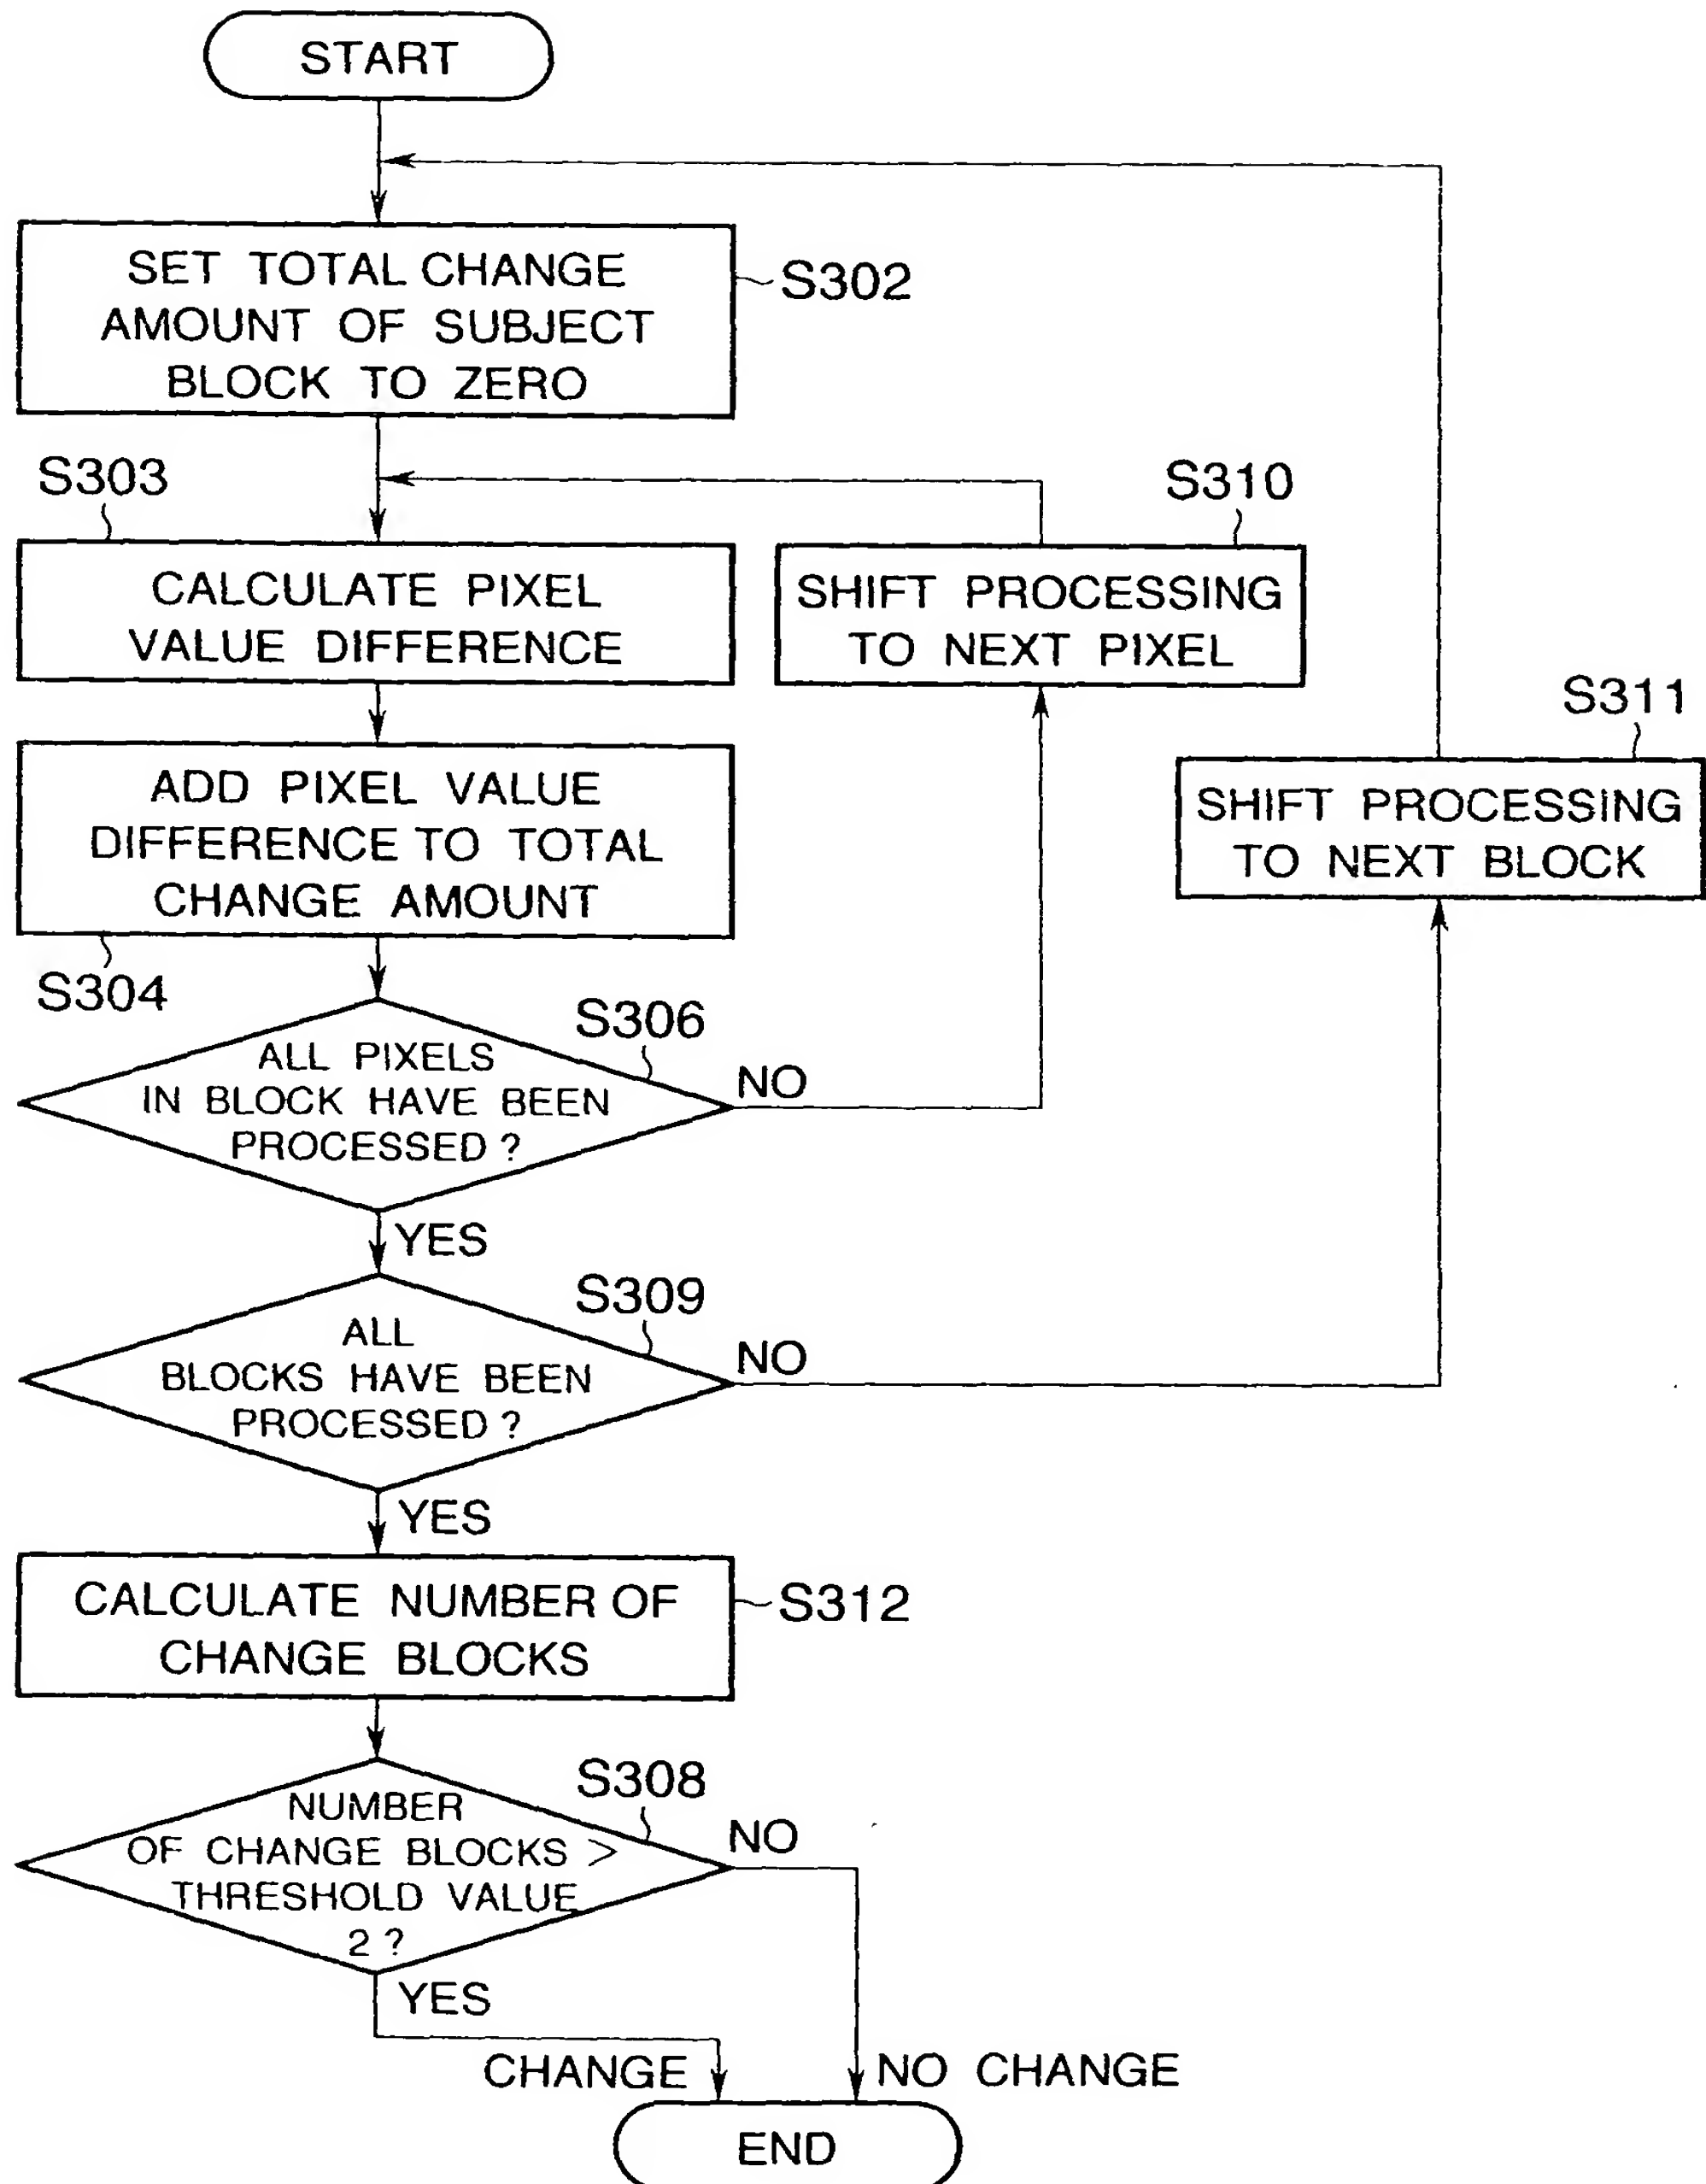 START
SET TOTAL CHANGE
AMOUNT OF SUBJECT
BLOCK TO ZERO
S302
S303
CALCULATE PIXEL
VALUE DIFFERENCE
S310
SHIFT PROCESSING
TO NEXT PIXEL
S311
SHIFT PROCESSING
TO NEXT BLOCK
ADD PIXEL VALUE
DIFFERENCE TO TOTAL
CHANGE AMOUNT
S304
S306
ALL PIXELS
IN BLOCK HAVE BEEN
PROCESSED ?
NO
YES
S309
ALL
BLOCKS HAVE BEEN
PROCESSED ?
NO
YES
CALCULATE NUMBER OF
CHANGE BLOCKS
S312
S308
NUMBER
OF CHANGE BLOCKS >
THRESHOLD VALUE
2 ?
NO
YES
CHANGE
NO CHANGE
END